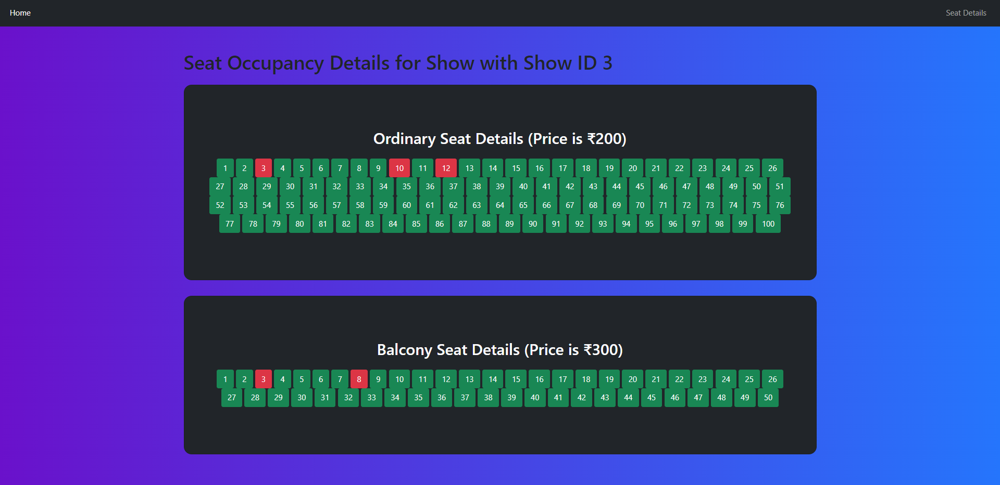 Home Seat Details
Seat Occupancy Details for Show with Show ID 3
Ordinary Seat Details (Price is ₹200)
1 2 3 4 5 6 7 8 9 10 11 12 13 14 15 16 17 18 19 20 21 22 23 24 25 26
27 28 29 30 31 32 33 34 35 36 37 38 39 40 41 42 43 44 45 46 47 48 49 50 51
52 53 54 55 56 57 58 59 60 61 62 63 64 65 66 67 68 69 70 71 72 73 74 75 76
77 78 79 80 81 82 83 84 85 86 87 88 89 90 91 92 93 94 95 96 97 98 99 100
Balcony Seat Details (Price is ₹300)
1 2 3 4 5 6 7 8 9 10 11 12 13 14 15 16 17 18 19 20 21 22 23 24 25 26
27 28 29 30 31 32 33 34 35 36 37 38 39 40 41 42 43 44 45 46 47 48 49 50